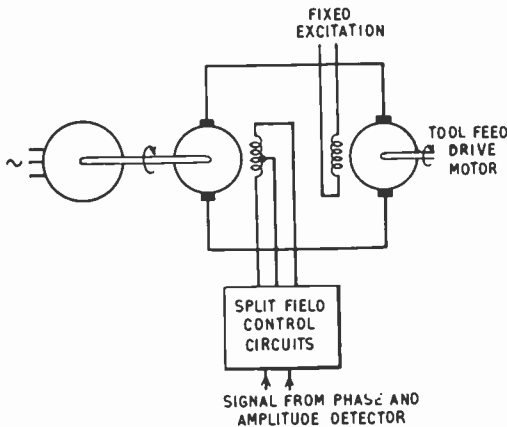 FIXED
EXCITATION
TOOL FEED
DRIVE
MOTOR
~
SPLIT FIELD
CONTROL
CIRCUITS
SIGNAL FROM PHASE AND
AMPLITUDE DETECTOR